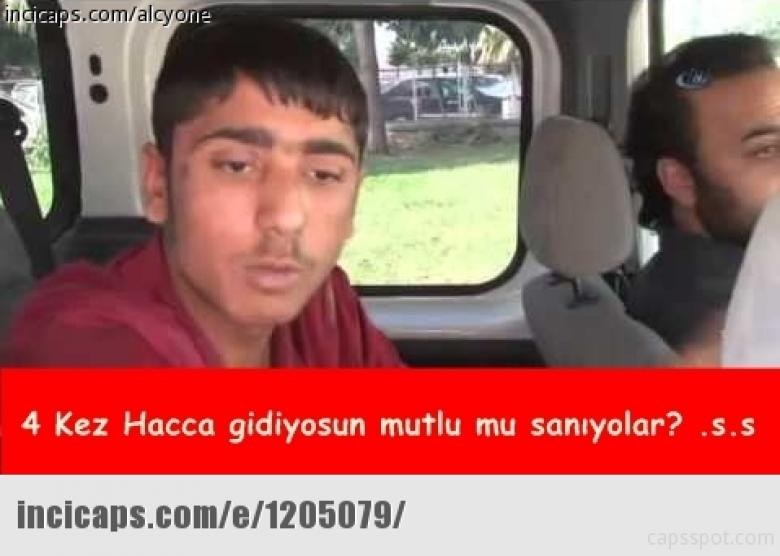 incicaps.com/alcyone
4 Kez Hacca gidiyosun mutlu mu sanıyolar? .s.s
incicaps.com/e/1205079/
capsspot.com